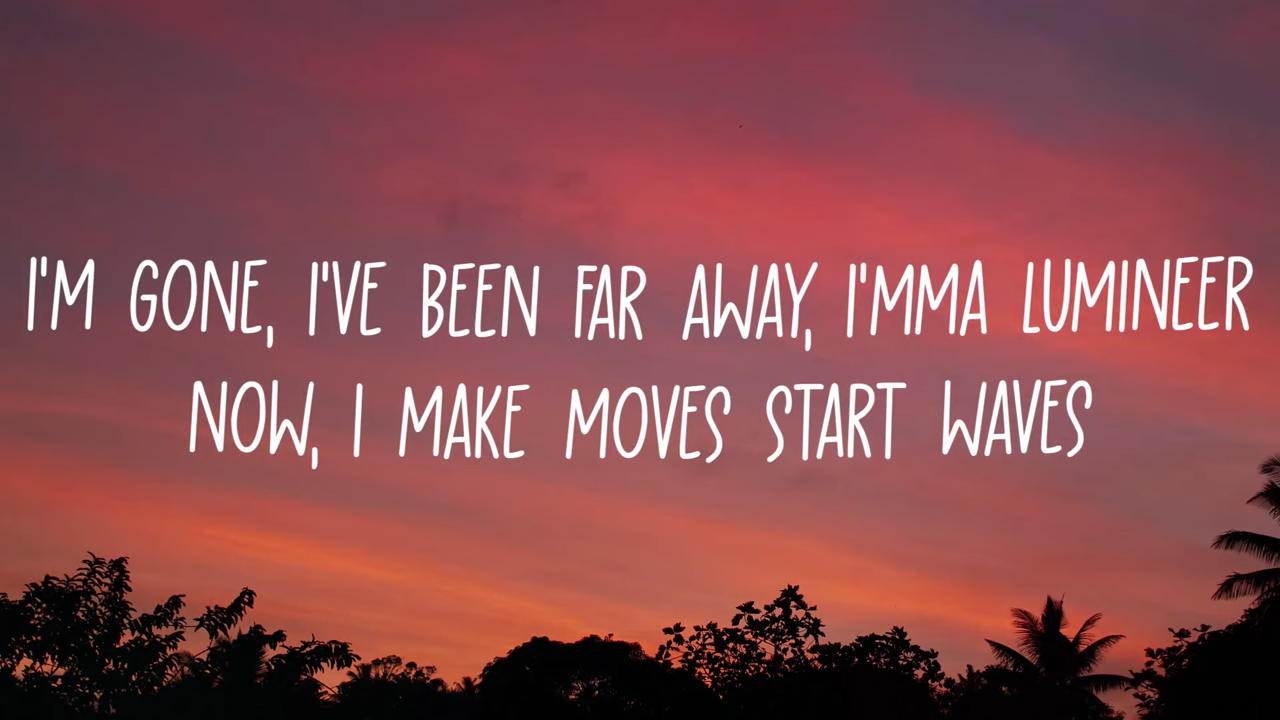 I'M GONE, I'VE BEEN FAR AWAY, I'MMA LUMINEER
NOW, I MAKE MOVES START WAVES